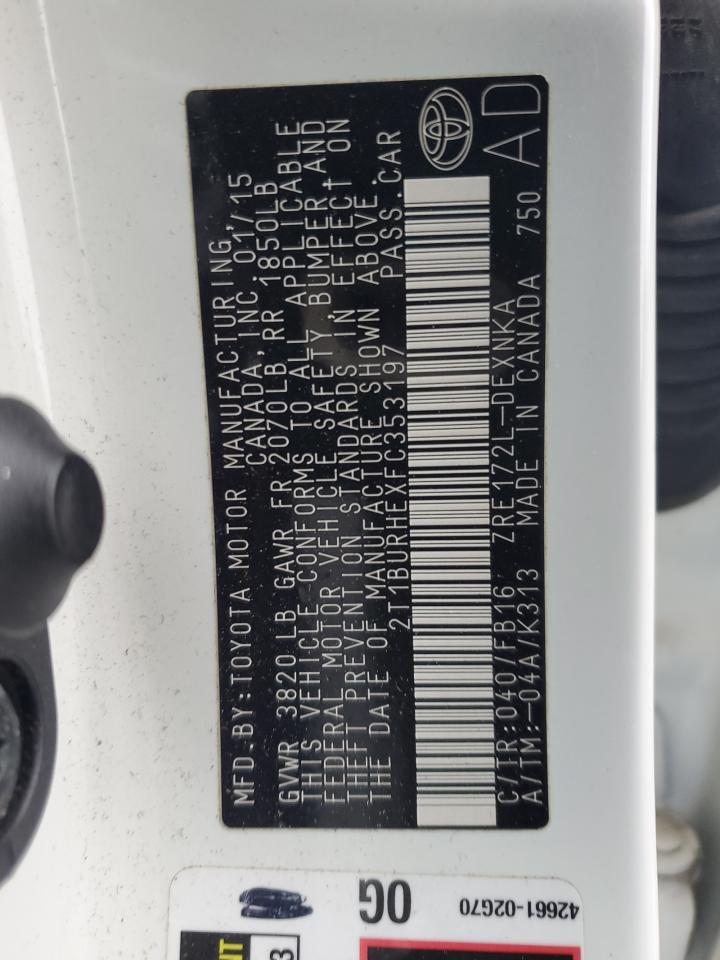 MFD.BY:TOYOTA MOTOR MANUFACTURING,
CANADA,INC.01/15
GVWR 3820LB GAWR FR 2070LB,RR 1850LB
THIS VEHICLE CONFORMS TO ALL APPLICABLE
FEDERAL MOTOR VEHICLE SAFETY,BUMPER,AND
THEFT PREVENTION STANDARDS IN EFFECT ON
THE DATE OF MANUFACTURE SHOWN ABOVE.
2T1BURHEXFC353197 PASS.CAR
C/TR:040/FB16 ZRE172L-DEXNKA
A/TM:-04A/K313 MADE IN CANADA 750
AD
0G
42661-02G70
NT
3